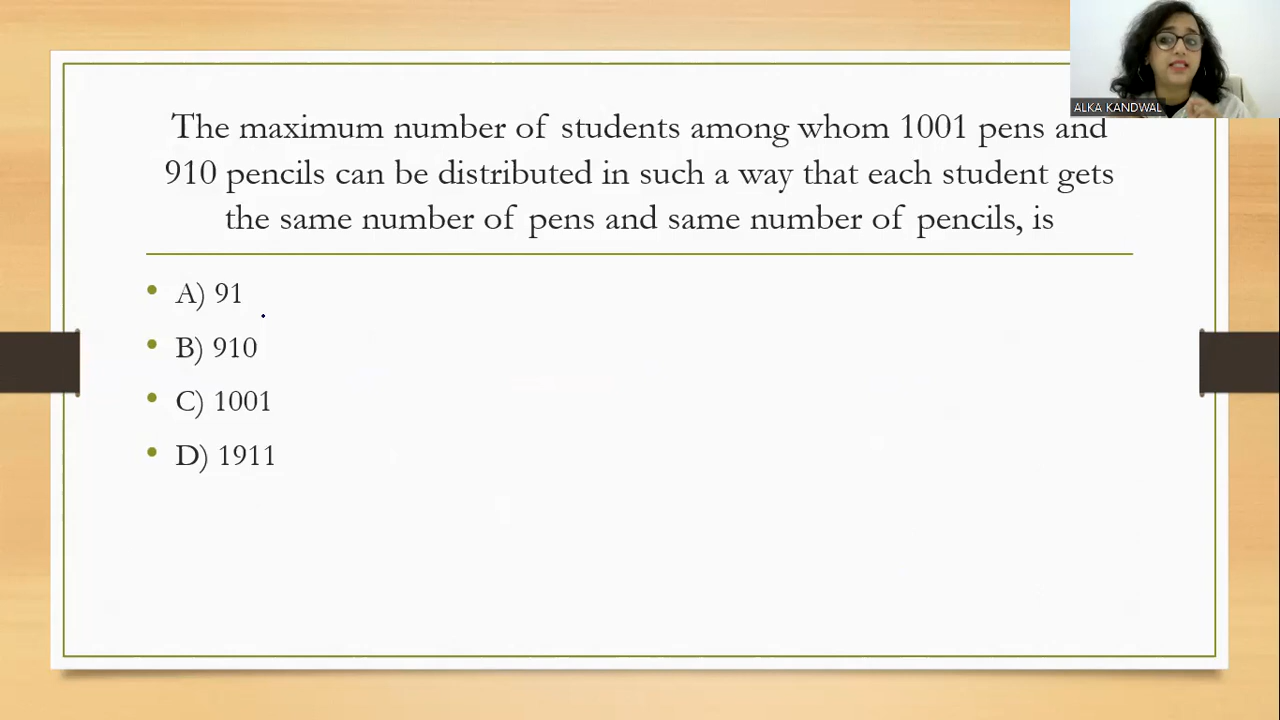 ALKA KANDWAL
The maximum number of students among whom 1001 pens and
910 pencils can be distributed in such a way that each student gets
the same number of pens and same number of pencils, is
• A) 91
• B) 910
• C) 1001
• D) 1911